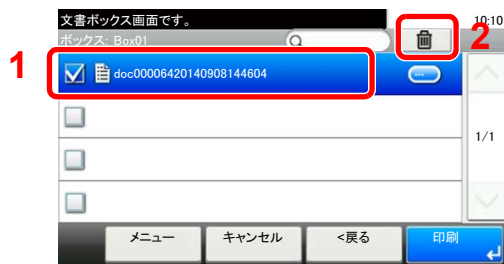 文書ボックス画面です。
10:10
ボックス: Box01
2
1
doc00006420140908144604
1/1
メニュー
キャンセル
<戻る
印刷